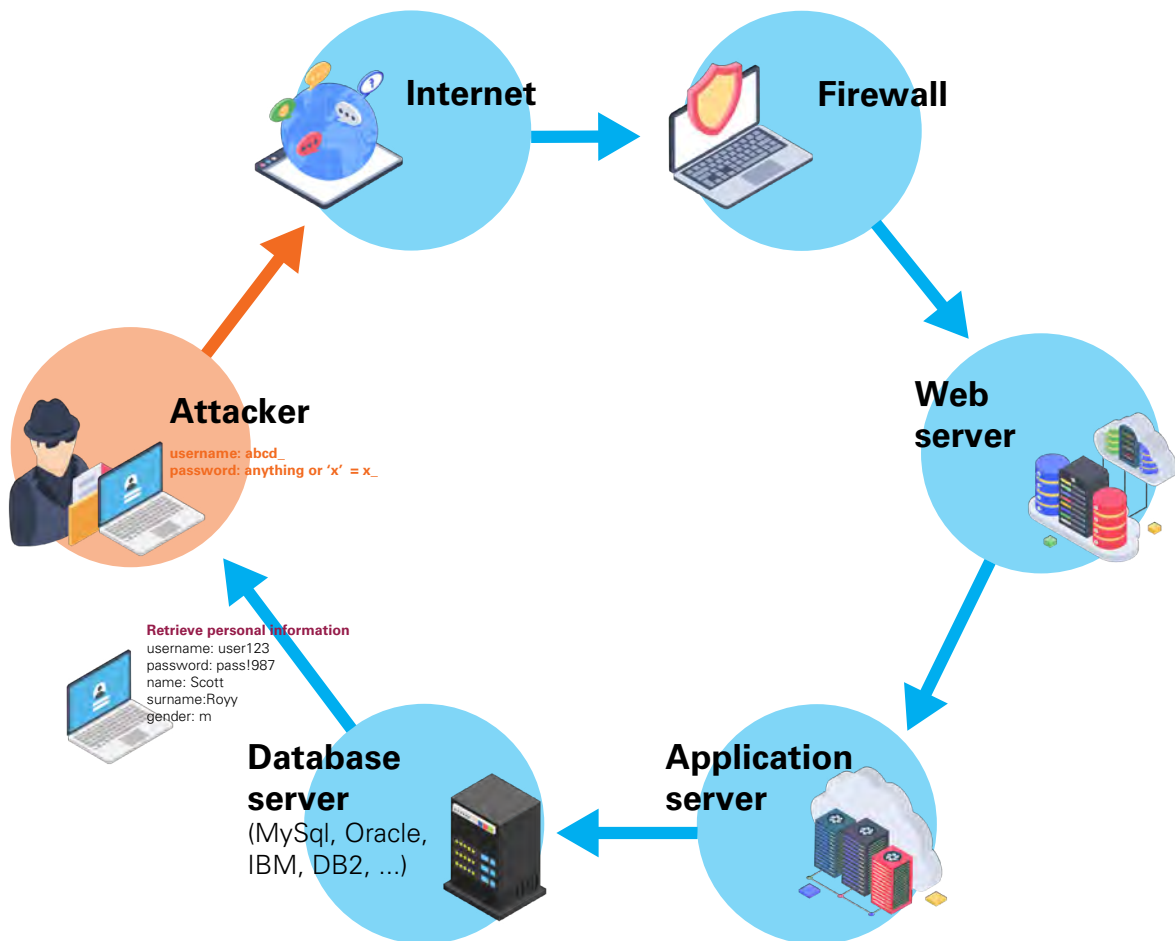 Internet
Firewall
Attacker
username: abcd_
password: anything or ‘x’ = x_
Web
server
Retrieve personal information
username: user123
password: pass!987
name: Scott
surname:Royy
gender: m
Database
server
(MySql, Oracle,
IBM, DB2, ...)
Application
server